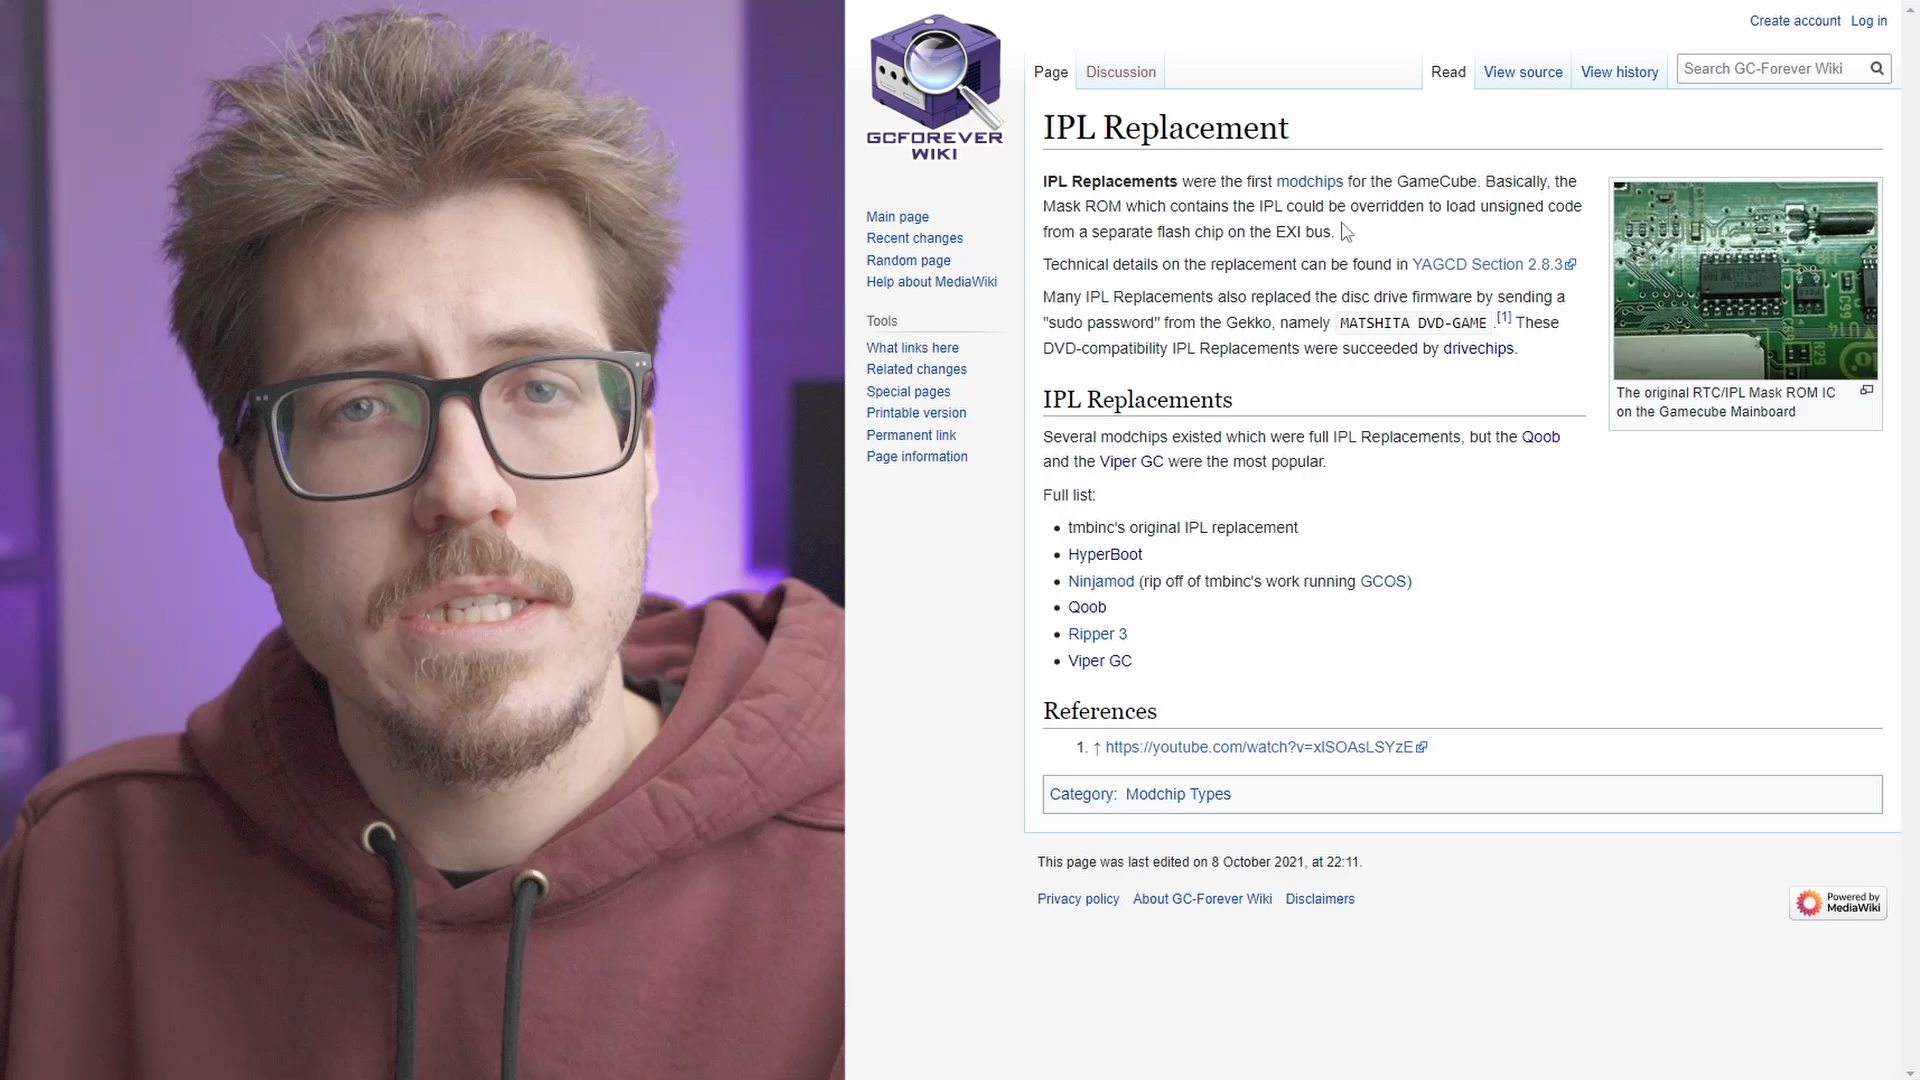 Create account Log in
GCFOREVER
WIKI
Page Discussion Read View source View history Search GC-Forever Wiki
IPL Replacement
IPL Replacements were the first modchips for the GameCube. Basically, the
Mask ROM which contains the IPL could be overridden to load unsigned code
from a separate flash chip on the EXI bus.
Technical details on the replacement can be found in YAGCD Section 2.8.3
Many IPL Replacements also replaced the disc drive firmware by sending a
"sudo password" from the Gekko, namely MATSHITA DVD-GAME .[1] These
DVD-compatibility IPL Replacements were succeeded by drivechips.
The original RTC/IPL Mask ROM IC
on the Gamecube Mainboard
Main page
Recent changes
Random page
Help about MediaWiki
Tools
What links here
Related changes
Special pages
Printable version
Permanent link
Page information
IPL Replacements
Several modchips existed which were full IPL Replacements, but the Qoob
and the Viper GC were the most popular.
Full list:
tmbinc's original IPL replacement
HyperBoot
Ninjamod (rip off of tmbinc's work running GCOS)
Qoob
Ripper 3
Viper GC
References
1. ↑ https://youtube.com/watch?v=xlSOAsLSYzE
Category: Modchip Types
This page was last edited on 8 October 2021, at 22:11.
Privacy policy About GC-Forever Wiki Disclaimers
Powered by
MediaWiki